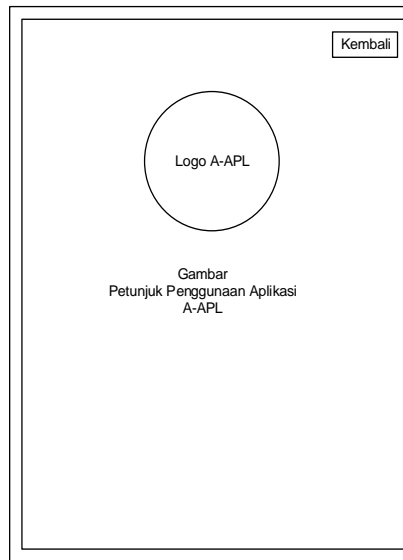 Kembali
Logo A-APL
Gambar
Petunjuk Penggunaan Aplikasi
A-APL